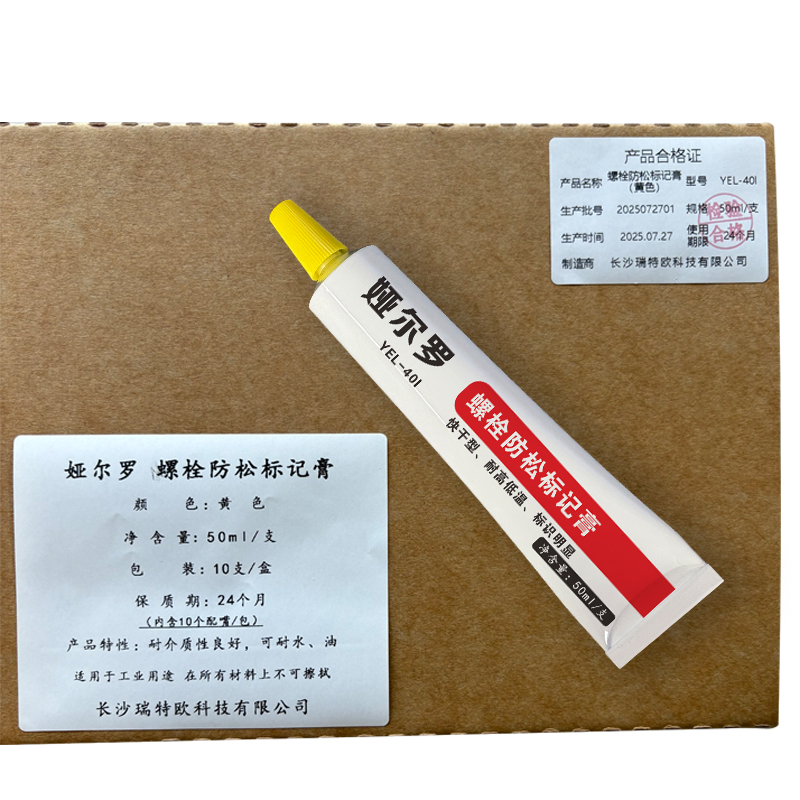 产品合格证
产品名称 螺栓防松标记膏（黄色） 型号 YEL-40I
生产批号 2025072701 规格 50ml/支
生产时间 2025.07.27 使用期限 24个月
制造商 长沙瑞特欧科技有限公司
检验
合格
娅尔罗
YEL-40I
螺栓防松标记膏
快干型、耐高低温、标识明显
净含量：50ml/支
娅尔罗 螺栓防松标记膏
颜 色：黄 色
净 含 量：50ml/支
包 装：10支/盒
保 质 期：24个月
（内含10个配嘴/包）
产品特性：耐介质性良好，可耐水、油
适用于工业用途 在所有材料上不可擦拭
长沙瑞特欧科技有限公司